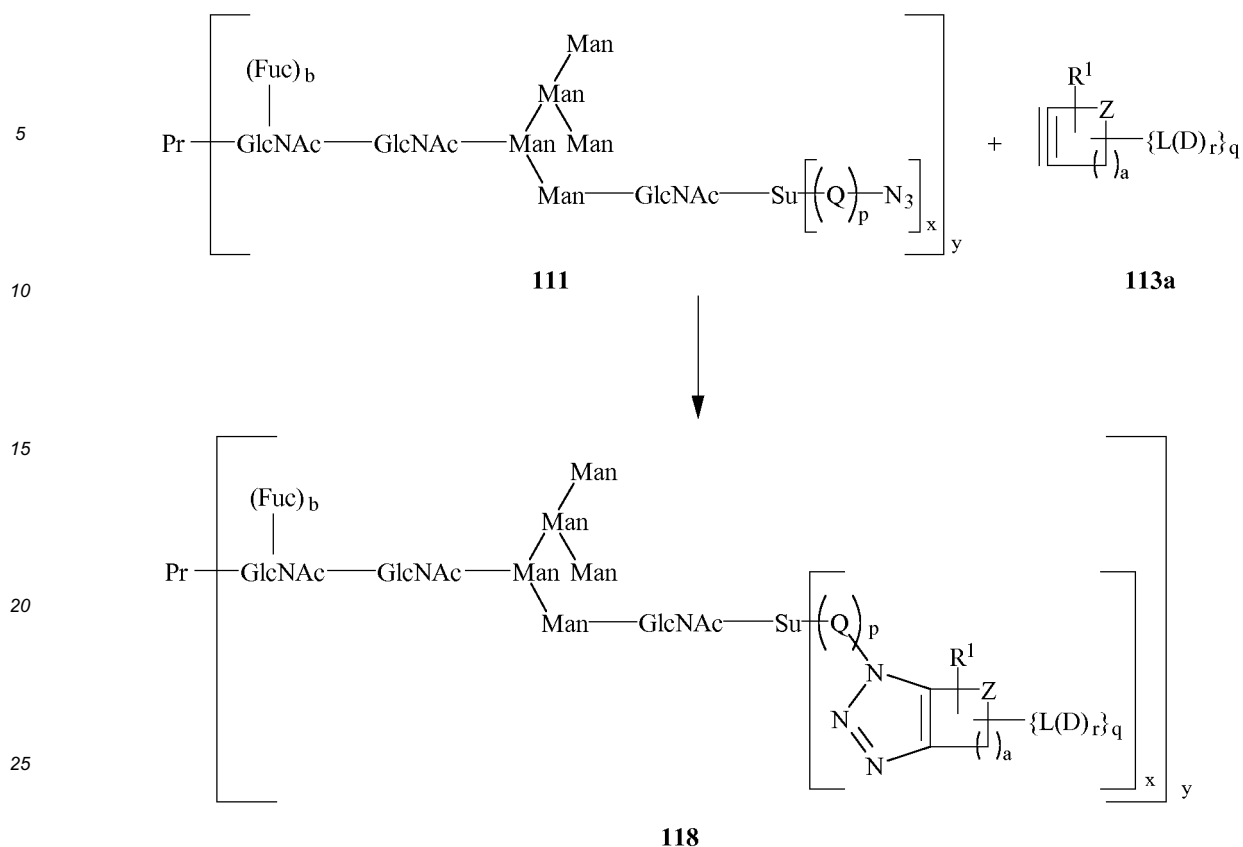 Man
(Fuc)b
R¹
Man
Z
5
Pr GlcNAc GlcNAc Man Man + {L(D)r}q
( )a
Man GlcNAc Su (Q)p N3
x
y
111 113a
10
15
Man
(Fuc)b
Man
Pr GlcNAc GlcNAc Man Man
20
Man GlcNAc Su (Q)p
R¹
N Z
N {L(D)r}q
( )a
N
25
x y
118